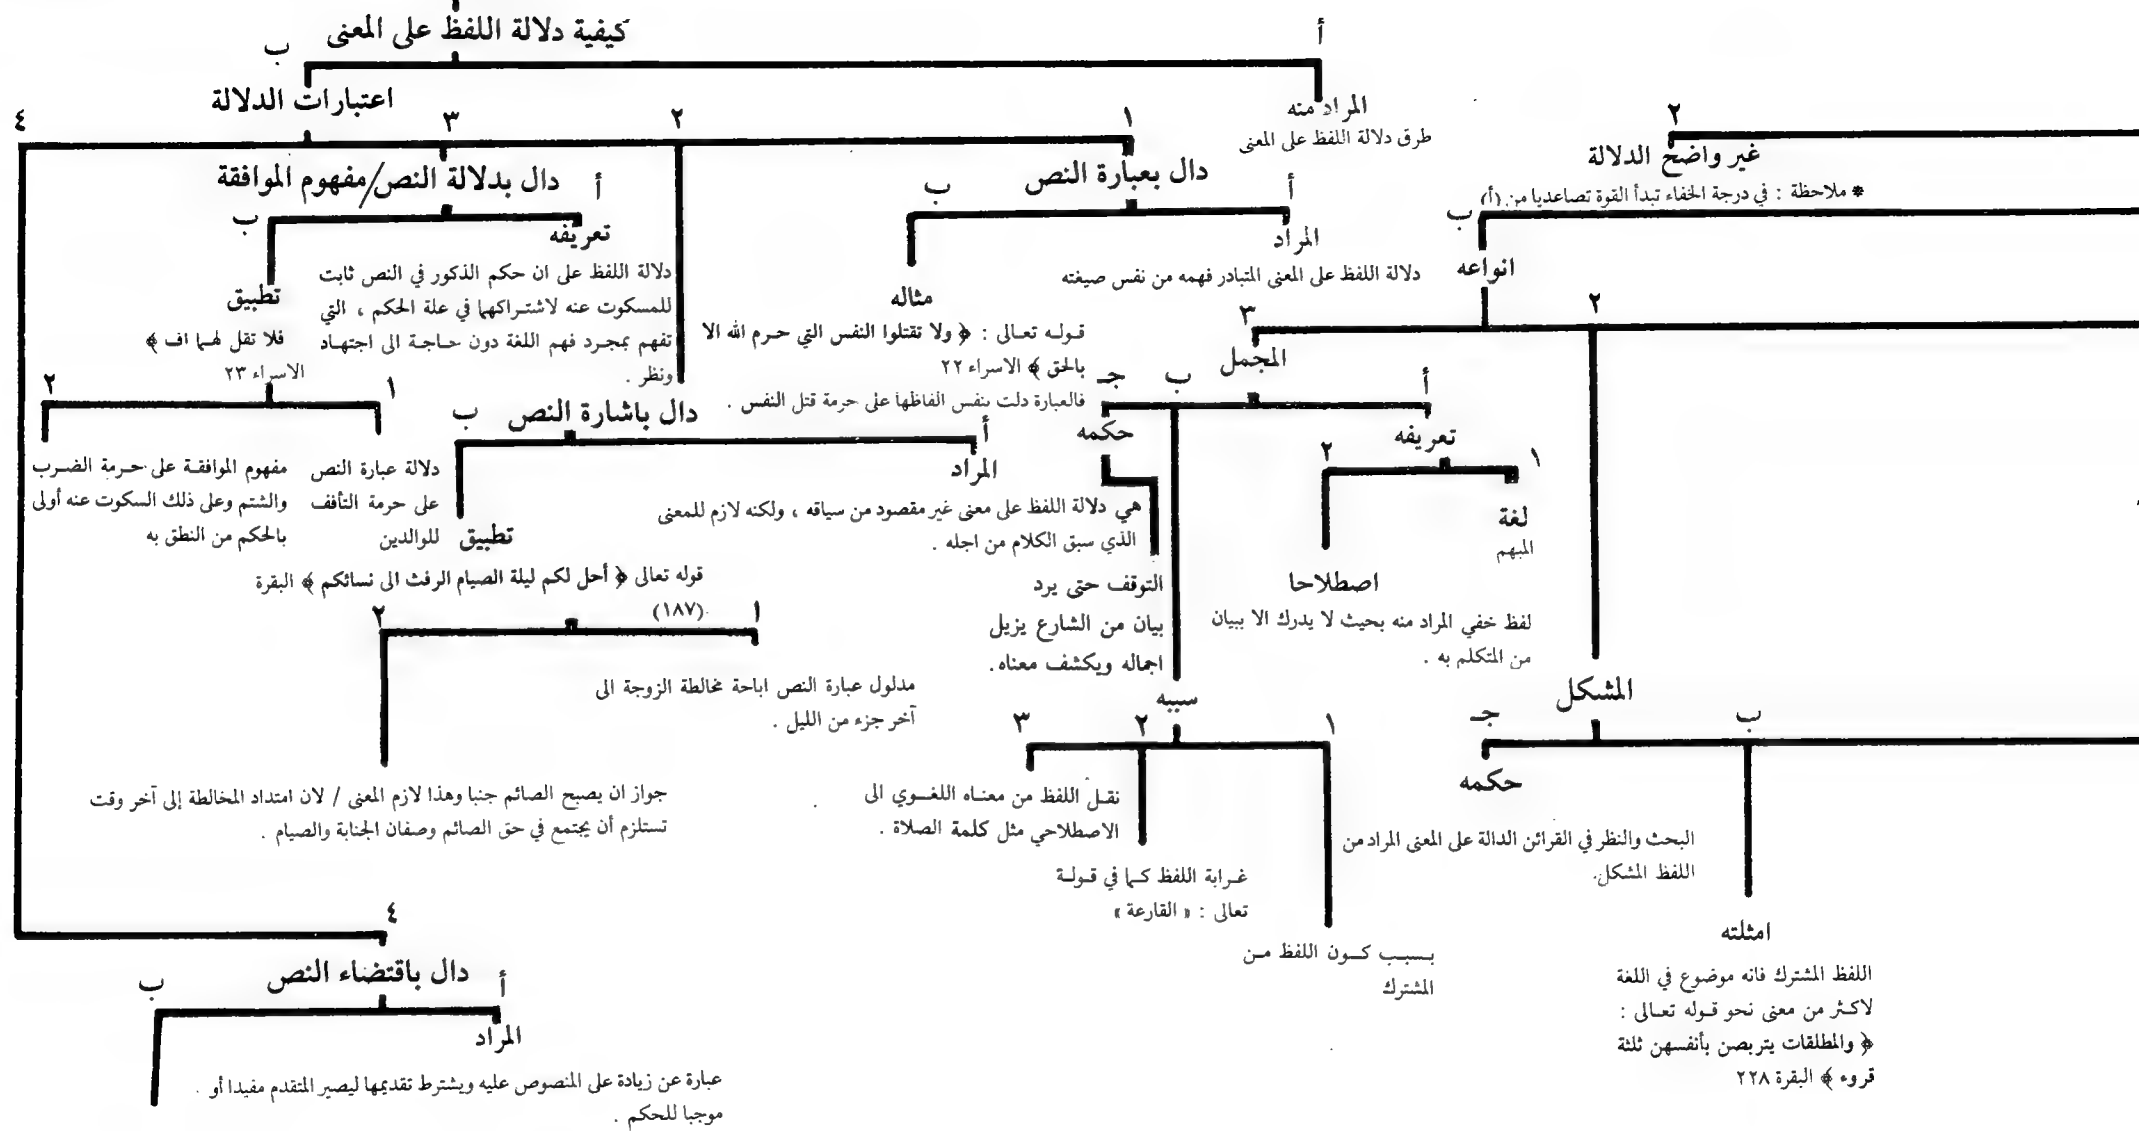 كيفية دلالة اللفظ على المعنى
أ
المراد منه
طرق دلالة اللفظ على المعنى
ب
اعتبارات الدلالة
١
دال بعبارة النص
أ
المراد
دلالة اللفظ على المعنى المتبادر فهمه من نفس صيغته
ب
مثاله
قوله تعالى : ﴿ ولا تقتلوا النفس التي حرم الله الا
بالحق ﴾ الاسراء ٢٢
فالعبارة دلت بنفس الفاظها على حرمة قتل النفس .
٢
دال باشارة النص
أ
المراد
هي دلالة اللفظ على معنى غير مقصود من سياقه ، ولكنه لازم للمعنى
الذي سبق الكلام من اجله .
ب
تطبيق
قوله تعالى ﴿ أحل لكم ليلة الصيام الرفث الى نسائكم ﴾ البقرة
(١٨٧)
١
مدلول عبارة النص اباحة مخالطة الزوجة الى
آخر جزء من الليل .
٢
جواز ان يصبح الصائم جنبا وهذا لازم المعنى / لان امتداد المخالطة إلى آخر وقت
تستلزم أن يجتمع في حق الصائم وصفان الجنابة والصيام .
٣
دال بدلالة النص/مفهوم الموافقة
أ
تعريفه
دلالة اللفظ على ان حكم الذكور في النص ثابت
للمسكوت عنه لاشتراكهما في علة الحكم ، التي
تفهم بمجرد فهم اللغة دون حاجة الى اجتهاد
ونظر .
ب
تطبيق
فلا تقل لهما اف ﴾
الاسراء ٢٣
١
دلالة عبارة النص
على حرمة التأفف
للوالدين
٢
مفهوم الموافقة على حرمة الضرب
والشتم وعلى ذلك السكوت عنه أولى
بالحكم من النطق به
٤
٤
دال باقتضاء النص
أ
المراد
عبارة عن زيادة على المنصوص عليه ويشترط تقديمها ليصير المتقدم مفيدا أو
موجبا للحكم .
ب
٢
غير واضح الدلالة
* ملاحظة : في درجة الخفاء تبدأ القوة تصاعديا من (أ)
ب
انواعه
٢
المشكل
ب
امثلته
اللفظ المشترك فانه موضوع في اللغة
لاكثر من معنى نحو قوله تعالى :
﴿ والمطلقات يتربصن بأنفسهن ثلثة
قروء ﴾ البقرة ٢٢٨
جـ
حكمه
البحث والنظر في القرائن الدالة على المعنى المراد من
اللفظ المشكل.
٣
المجمل
أ
تعريفه
١
لغة
المبهم
٢
اصطلاحا
لفظ خفي المراد منه بحيث لا يدرك الا ببيان
من المتكلم به .
ب
سببه
١
بسبب كون اللفظ من
المشترك
٢
غرابة اللفظ كما في قولة
تعالى : « القارعة »
٣
نقل اللفظ من معناه اللغوي الى
الاصطلاحي مثل كلمة الصلاة .
جـ
حكمه
التوقف حتى يرد
بيان من الشارع يزيل
اجماله ويكشف معناه.